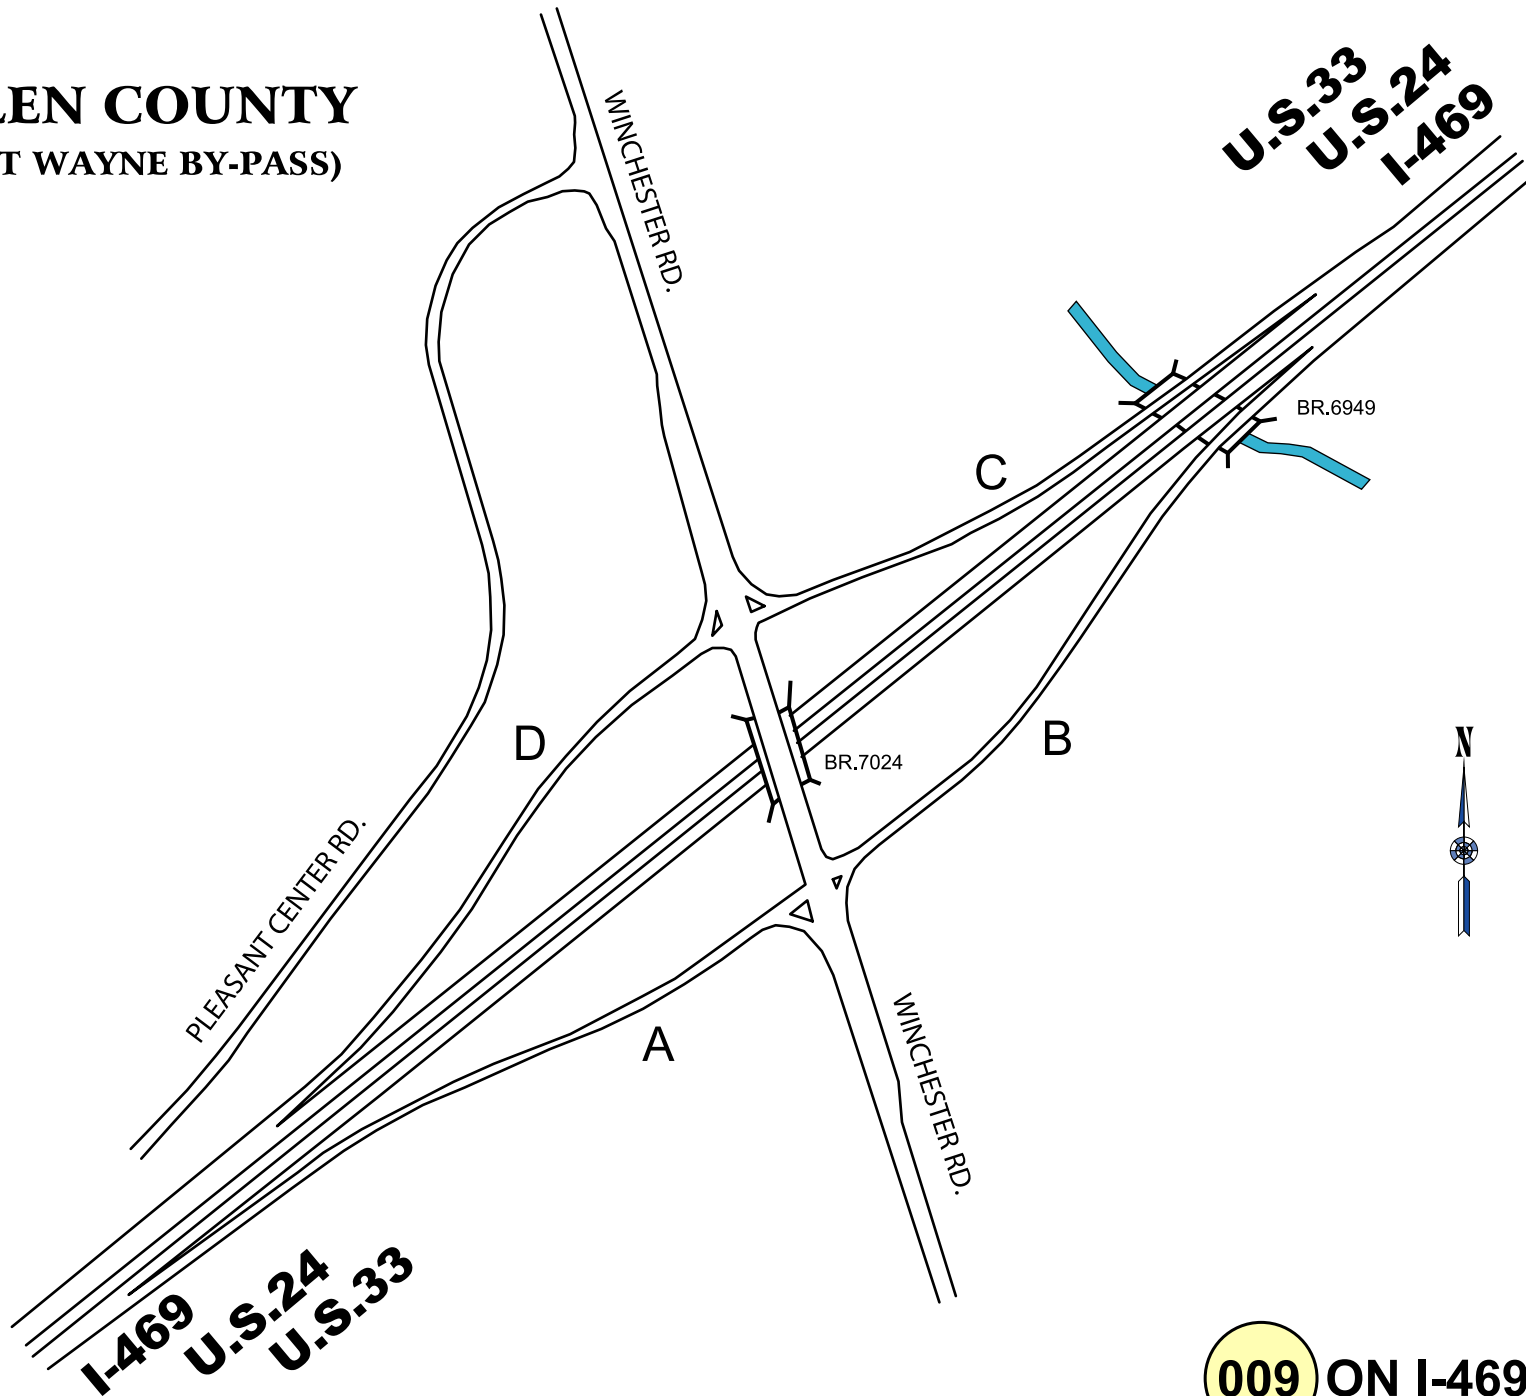 LEN COUNTY
T WAYNE BY-PASS)
WINCHESTER RD.
U.S.33
U.S.24
I-469
BR.6949
C
D
B
BR.7024
N
PLEASANT CENTER RD.
A
WINCHESTER RD.
I-469
U.S.24
U.S.33
009 ON I-469